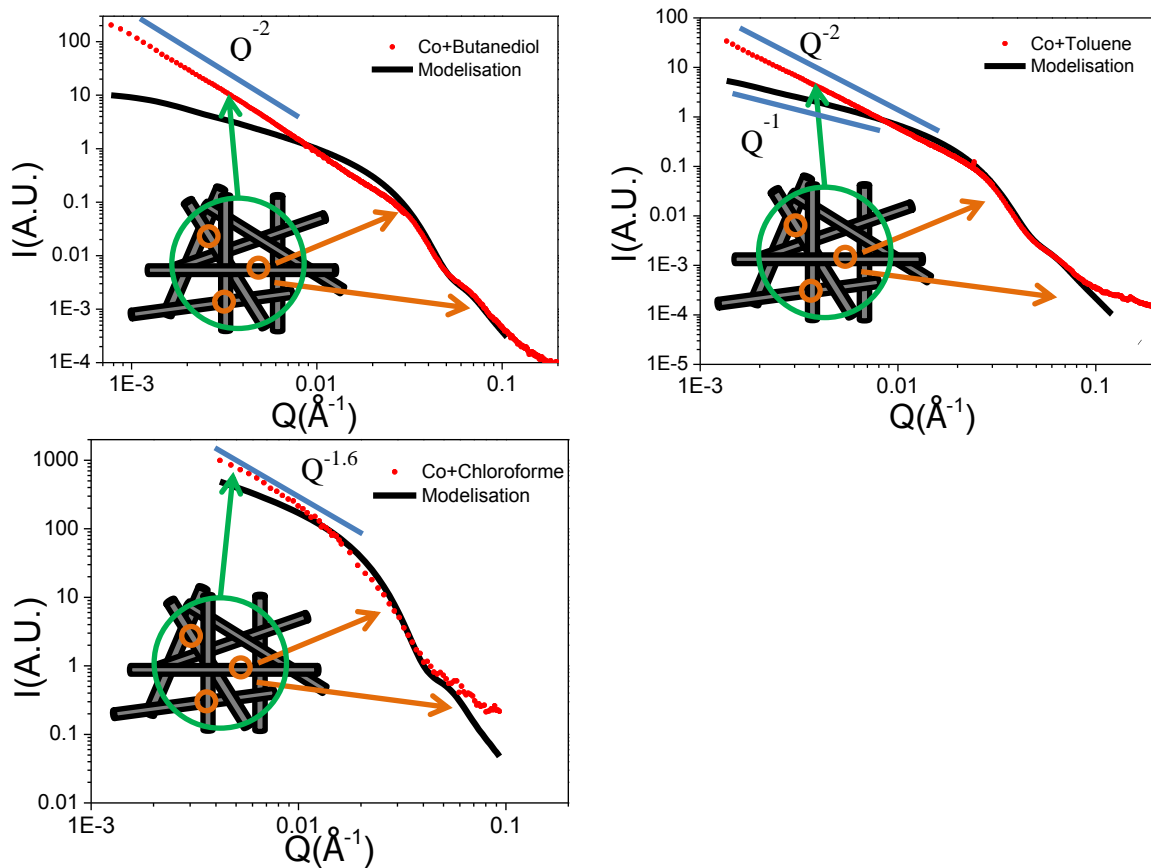 100
10
1
0.1
0.01
1E-3
1E-4
I(A.U.)
Q⁻²
Co+Butanediol
Modelisation
1E-3
0.01
0.1
Q(Å⁻¹)
100
10
1
0.1
0.01
1E-3
1E-4
1E-5
I(A.U.)
Q⁻²
Q⁻¹
Co+Toluene
Modelisation
1E-3
0.01
0.1
Q(Å⁻¹)
1000
100
10
1
0.1
0.01
I(A.U.)
Q⁻¹·⁶
Co+Chloroforme
Modelisation
1E-3
0.01
0.1
Q(Å⁻¹)